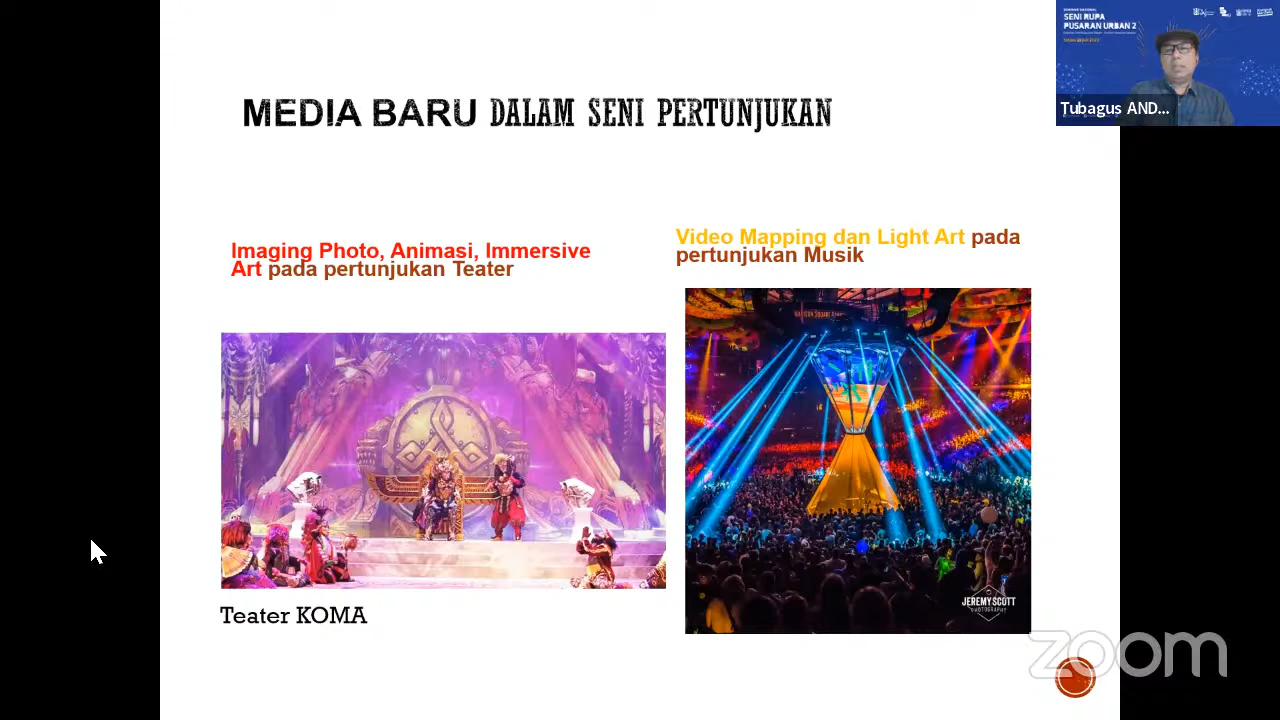 MEDIA BARU DALAM SENI PERTUNJUKAN
SENI RUPA
PUSARAN URBAN 2
Tubagus AND...
Imaging Photo, Animasi, Immersive
Art pada pertunjukan Teater
Video Mapping dan Light Art pada
pertunjukan Musik
JEREMY SCOTT
PHOTOGRAPHY
Teater KOMA
zoom